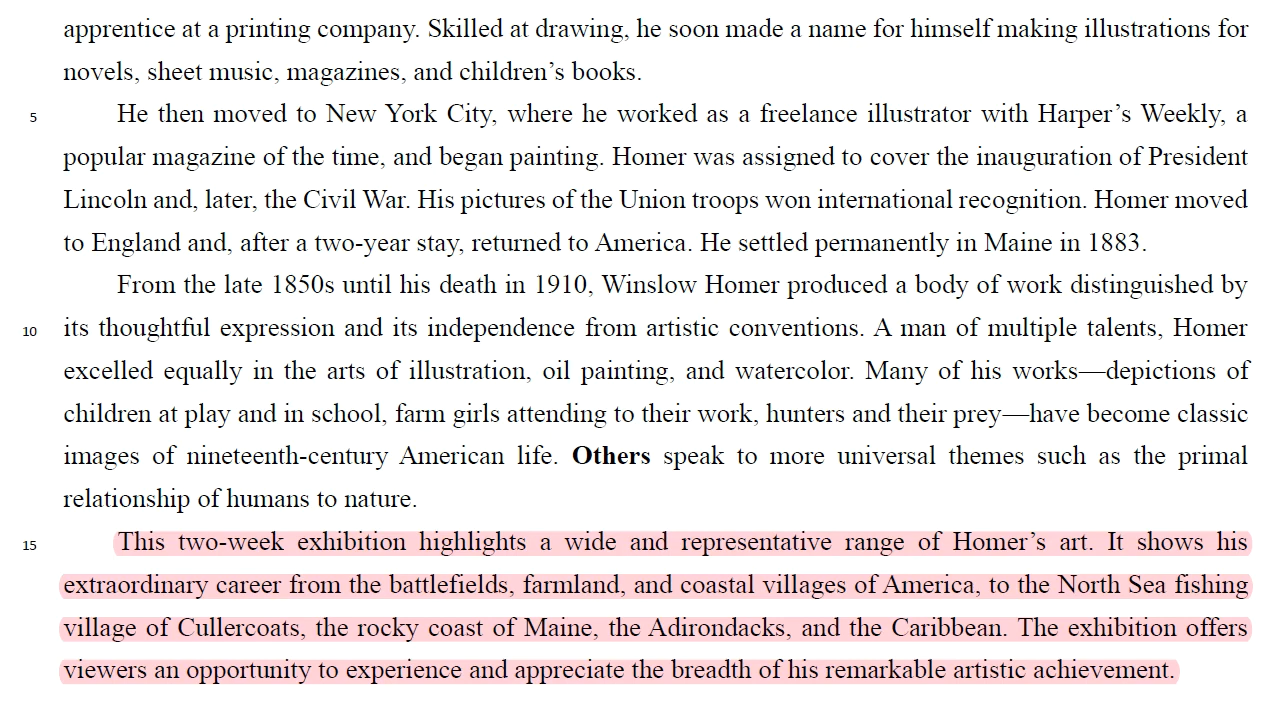 apprentice at a printing company. Skilled at drawing, he soon made a name for himself making illustrations for
novels, sheet music, magazines, and children’s books.
5 He then moved to New York City, where he worked as a freelance illustrator with Harper’s Weekly, a
popular magazine of the time, and began painting. Homer was assigned to cover the inauguration of President
Lincoln and, later, the Civil War. His pictures of the Union troops won international recognition. Homer moved
to England and, after a two-year stay, returned to America. He settled permanently in Maine in 1883.
From the late 1850s until his death in 1910, Winslow Homer produced a body of work distinguished by
10 its thoughtful expression and its independence from artistic conventions. A man of multiple talents, Homer
excelled equally in the arts of illustration, oil painting, and watercolor. Many of his works—depictions of
children at play and in school, farm girls attending to their work, hunters and their prey—have become classic
images of nineteenth-century American life. Others speak to more universal themes such as the primal
relationship of humans to nature.
15 This two-week exhibition highlights a wide and representative range of Homer’s art. It shows his
extraordinary career from the battlefields, farmland, and coastal villages of America, to the North Sea fishing
village of Cullercoats, the rocky coast of Maine, the Adirondacks, and the Caribbean. The exhibition offers
viewers an opportunity to experience and appreciate the breadth of his remarkable artistic achievement.